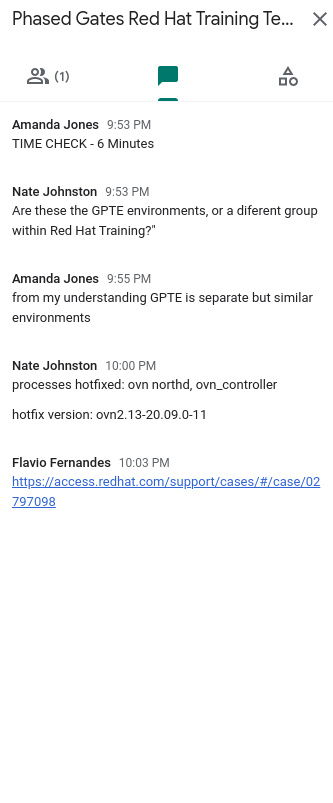 Phased Gates Red Hat Training Te...
(1)
Amanda Jones 9:53 PM
TIME CHECK - 6 Minutes
Nate Johnston 9:53 PM
Are these the GPTE environments, or a diferent group
within Red Hat Training?"
Amanda Jones 9:55 PM
from my understanding GPTE is separate but similar
environments
Nate Johnston 10:00 PM
processes hotfixed: ovn northd, ovn_controller
hotfix version: ovn2.13-20.09.0-11
Flavio Fernandes 10:03 PM
https://access.redhat.com/support/cases/#/case/02
797098